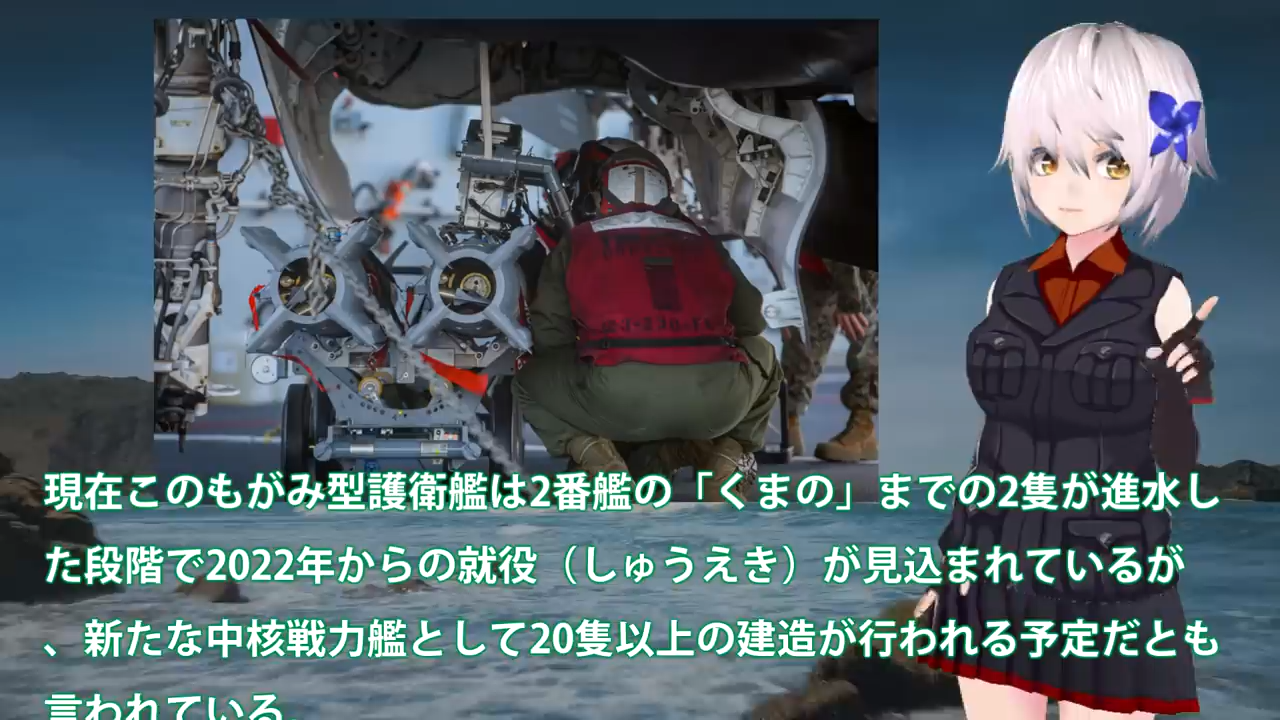 現在このもがみ型護衛艦は2番艦の「くまの」までの2隻が進水し
た段階で2022年からの就役（しゅうえき）が見込まれているが
、新たな中核戦力艦として20隻以上の建造が行われる予定だとも
言われている。